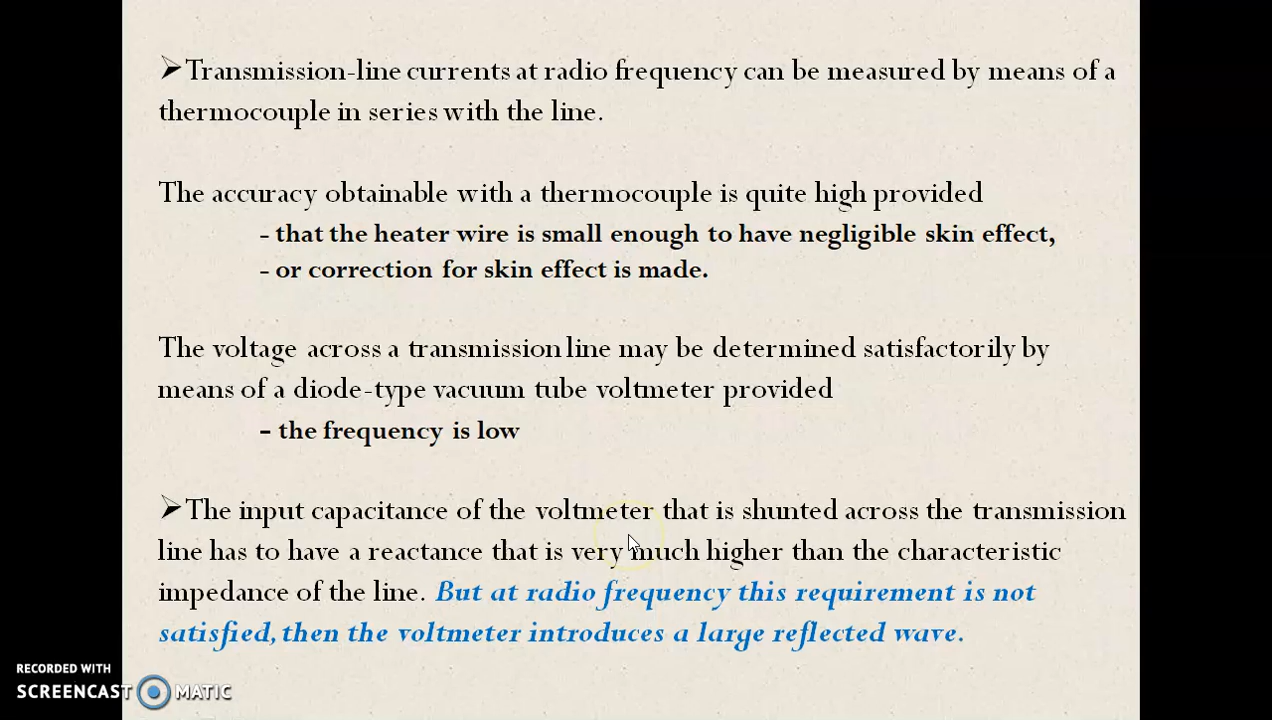 ➢Transmission-line currents at radio frequency can be measured by means of a
thermocouple in series with the line.
The accuracy obtainable with a thermocouple is quite high provided
- that the heater wire is small enough to have negligible skin effect,
- or correction for skin effect is made.
The voltage across a transmission line may be determined satisfactorily by
means of a diode-type vacuum tube voltmeter provided
- the frequency is low
➢The input capacitance of the voltmeter that is shunted across the transmission
line has to have a reactance that is very much higher than the characteristic
impedance of the line. But at radio frequency this requirement is not
satisfied, then the voltmeter introduces a large reflected wave.
RECORDED WITH
SCREENCAST MATIC